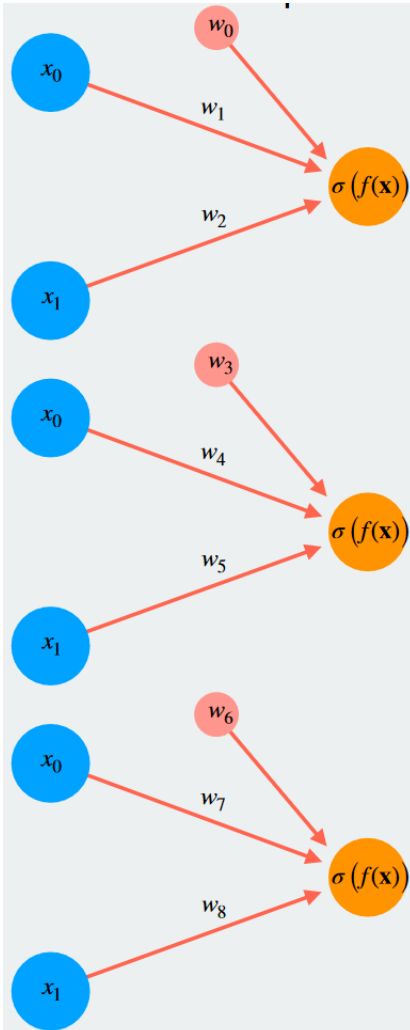 w₀
x₀
w₁
σ (f(x))
w₂
x₁
w₃
x₀
w₄
σ (f(x))
w₅
x₁
w₆
x₀
w₇
σ (f(x))
w₈
x₁